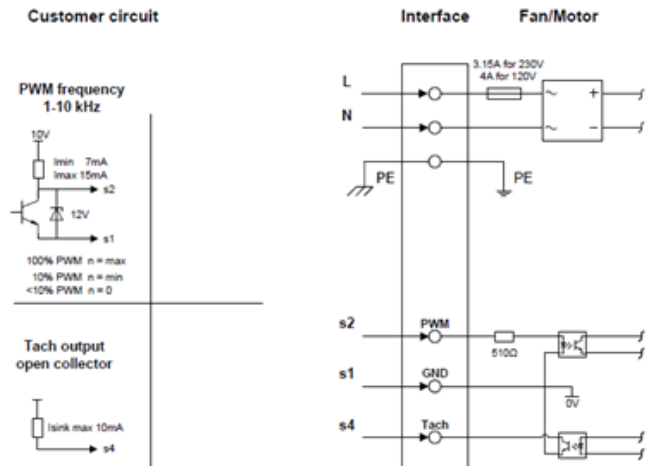 Customer circuit
Interface
Fan/Motor
PWM frequency
1-10 kHz
10V
Imin 7mA
Imax 15mA
s2
12V
s1
100% PWM n = max
10% PWM n = min
<10% PWM n = 0
Tach output
open collector
Isink max 10mA
s4
3.15A for 230V
4A for 120V
L
~
+
N
~
−
PE
PE
s2
PWM
510Ω
s1
GND
0V
s4
Tach